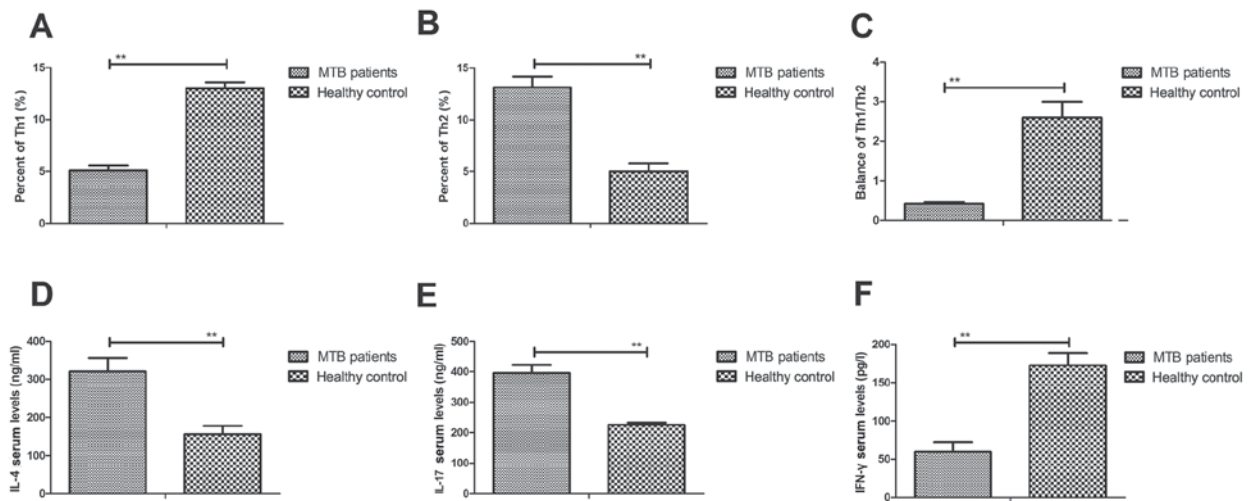 A
Percent of Th1 (%)
15
10
5
0
**
MTB patients
Healthy control
B
Percent of Th2 (%)
15
10
5
0
**
MTB patients
Healthy control
C
Balance of Th1/Th2
4
3
2
1
0
**
MTB patients
Healthy control
D
IL-4 serum levels (ng/ml)
400
300
200
100
0
**
MTB patients
Healthy control
E
IL-17 serum levels (ng/ml)
500
400
300
200
100
0
**
MTB patients
Healthy control
F
IFN-γ serum levels (pg/l)
200
150
100
50
0
**
MTB patients
Healthy control